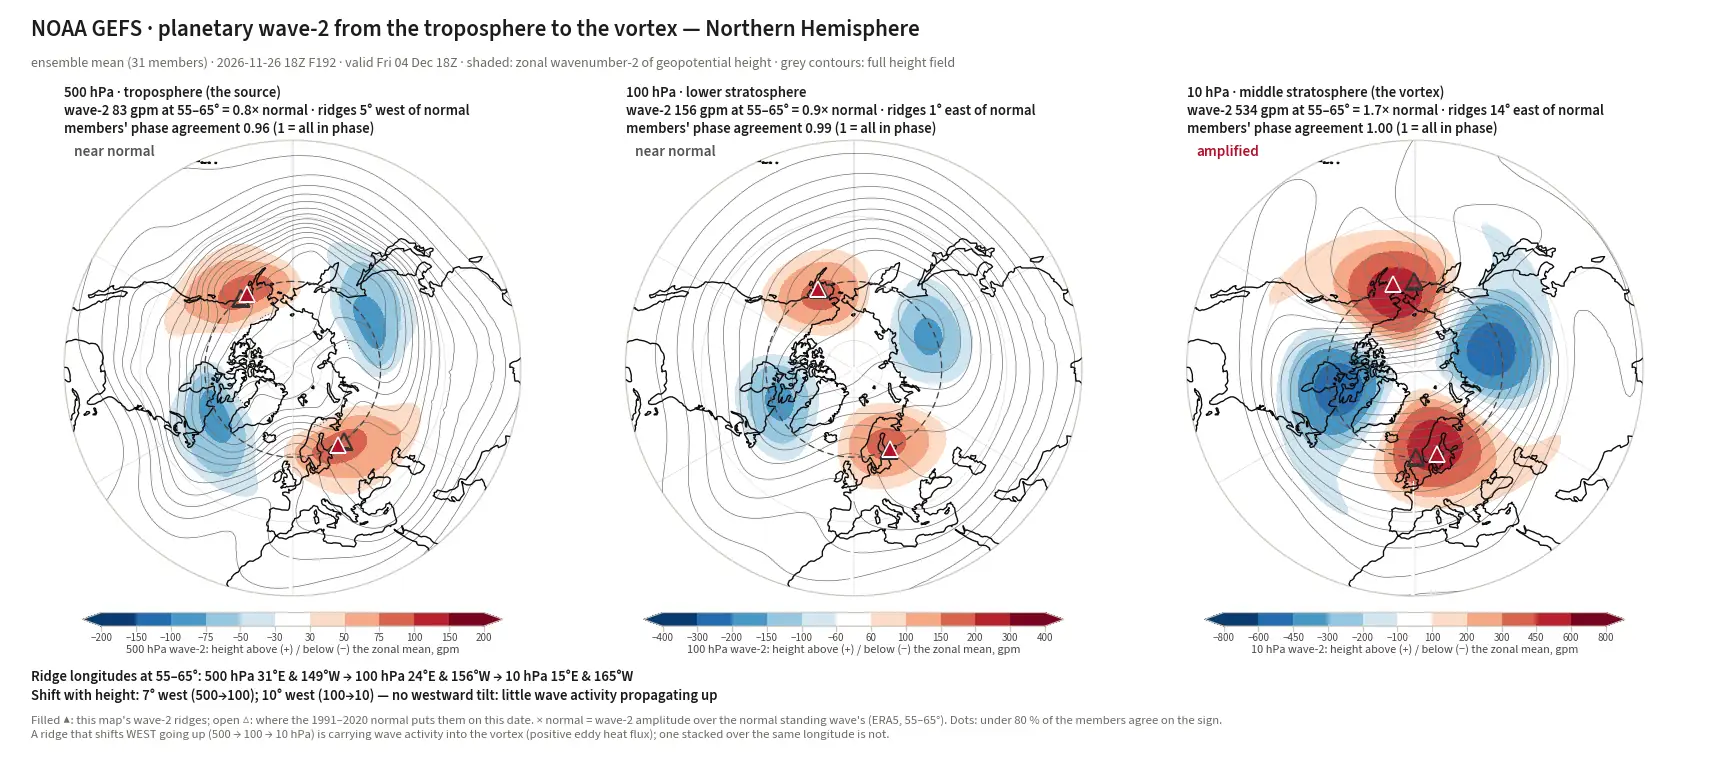 NOAA GEFS · planetary wave-2 from the troposphere to the vortex — Northern Hemisphere
ensemble mean (31 members) · 2026-11-26 18Z F192 · valid Fri 04 Dec 18Z · shaded: zonal wavenumber-2 of geopotential height · grey contours: full height field
500 hPa · troposphere (the source)
wave-2 83 gpm at 55–65° = 0.8× normal · ridges 5° west of normal
members' phase agreement 0.96 (1 = all in phase)
near normal
100 hPa · lower stratosphere
wave-2 156 gpm at 55–65° = 0.9× normal · ridges 1° east of normal
members' phase agreement 0.99 (1 = all in phase)
near normal
10 hPa · middle stratosphere (the vortex)
wave-2 534 gpm at 55–65° = 1.7× normal · ridges 14° east of normal
members' phase agreement 1.00 (1 = all in phase)
amplified
−200 −150 −100 −75 −50 −30 30 50 75 100 150 200
500 hPa wave-2: height above (+) / below (−) the zonal mean, gpm
−400 −300 −200 −150 −100 −60 60 100 150 200 300 400
100 hPa wave-2: height above (+) / below (−) the zonal mean, gpm
−800 −600 −450 −300 −200 −100 100 200 300 450 600 800
10 hPa wave-2: height above (+) / below (−) the zonal mean, gpm
Ridge longitudes at 55–65°: 500 hPa 31°E & 149°W → 100 hPa 24°E & 156°W → 10 hPa 15°E & 165°W
Shift with height: 7° west (500→100); 10° west (100→10) — no westward tilt: little wave activity propagating up
Filled ▲: this map's wave-2 ridges; open △: where the 1991–2020 normal puts them on this date. × normal = wave-2 amplitude over the normal standing wave's (ERA5, 55–65°). Dots: under 80 % of the members agree on the sign.
A ridge that shifts WEST going up (500 → 100 → 10 hPa) is carrying wave activity into the vortex (positive eddy heat flux); one stacked over the same longitude is not.